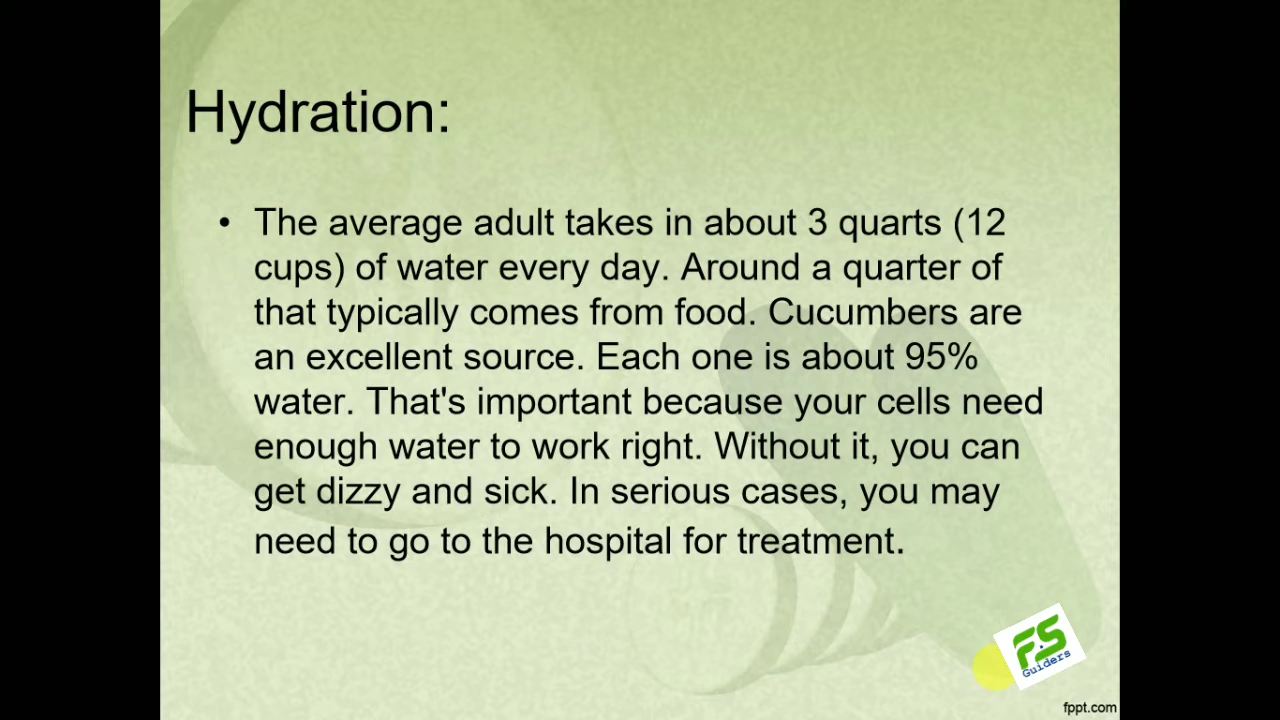 Hydration:
• The average adult takes in about 3 quarts (12
cups) of water every day. Around a quarter of
that typically comes from food. Cucumbers are
an excellent source. Each one is about 95%
water. That's important because your cells need
enough water to work right. Without it, you can
get dizzy and sick. In serious cases, you may
need to go to the hospital for treatment.
FS
Guiders
fppt.com